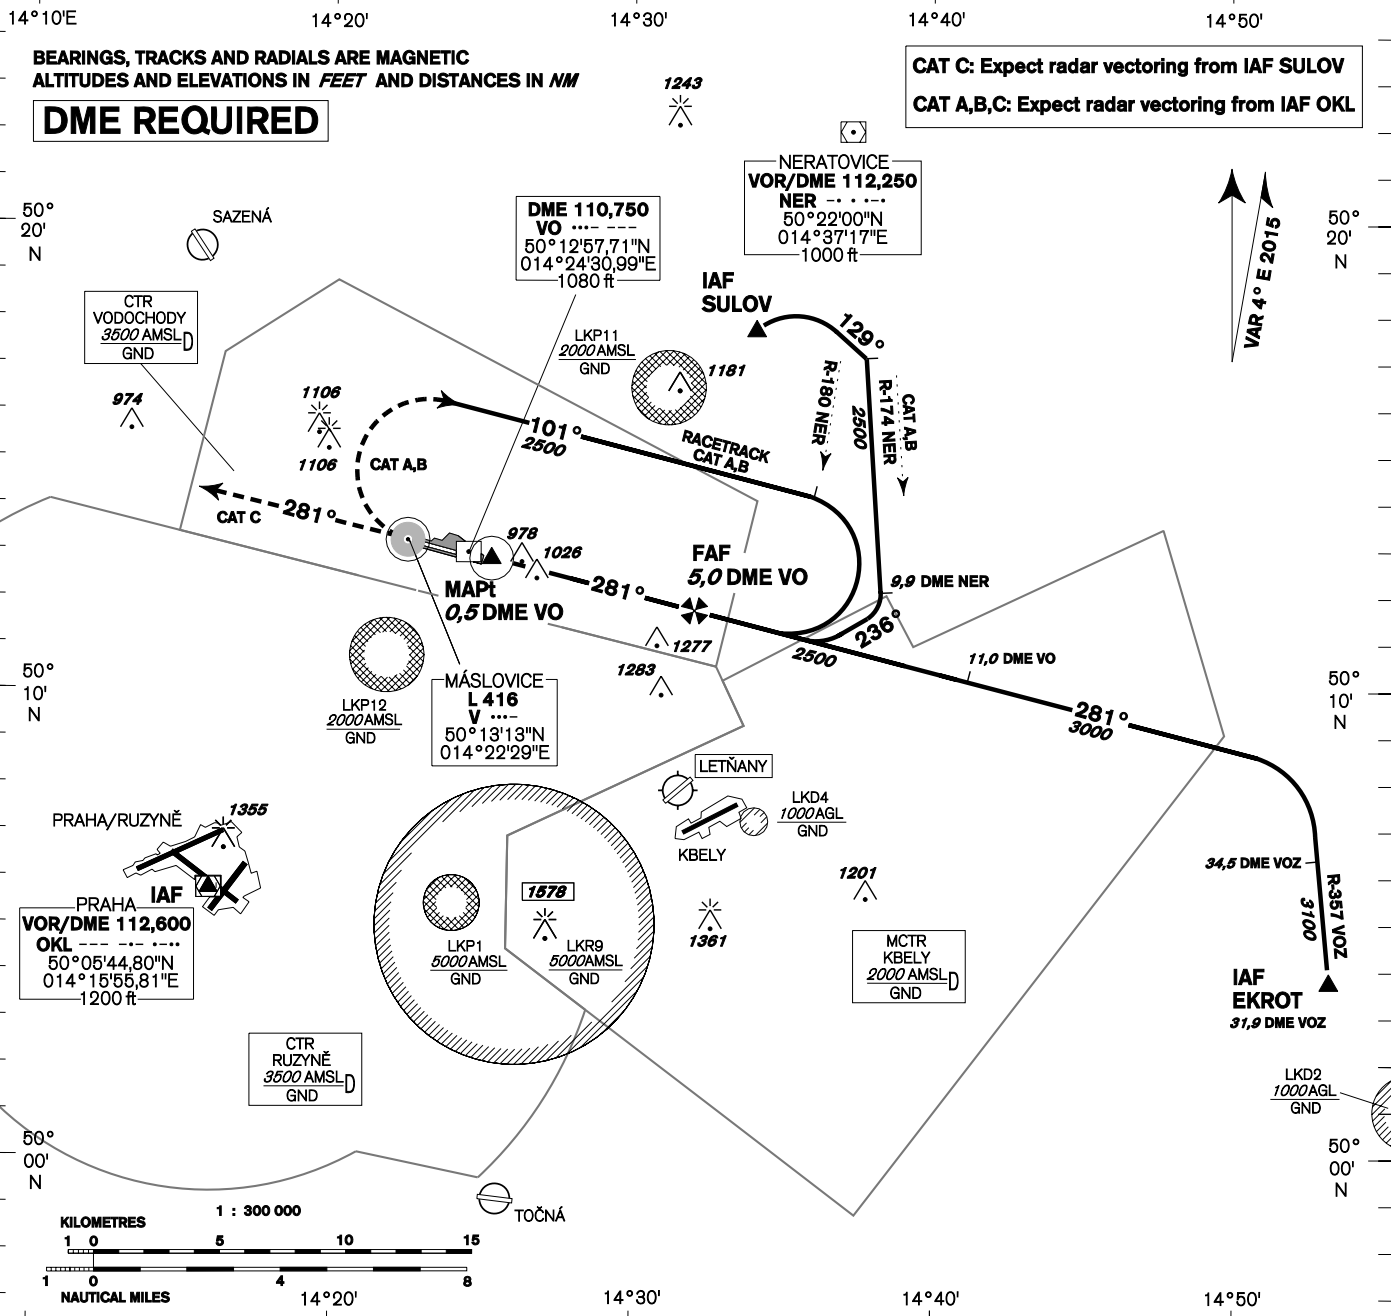 14°10'E
14°20'
14°30'
14°40'
14°50'
BEARINGS, TRACKS AND RADIALS ARE MAGNETIC
ALTITUDES AND ELEVATIONS IN FEET AND DISTANCES IN NM
DME REQUIRED
CAT C: Expect radar vectoring from IAF SULOV
CAT A,B,C: Expect radar vectoring from IAF OKL
1243
NERATOVICE
VOR/DME 112,250
NER -· · ·-·
50°22'00"N
014°37'17"E
1000 ft
VAR 4° E 2015
50°
20'
N
50°
20'
N
SAZENÁ
DME 110,750
VO ···- ---
50°12'57,71"N
014°24'30,99"E
1080 ft
IAF
SULOV
CTR
VODOCHODY
3500 AMSL D
GND
LKP11
2000 AMSL
GND
1181
129°
974
1106
1106
R-180 NER
2500
R-174 NER
CAT A,B
101°
2500
RACETRACK
CAT A,B
CAT A,B
281°
CAT C
978
1026
MAPt
0,5 DME VO
281°
FAF
5,0 DME VO
9,9 DME NER
236°
2500
11,0 DME VO
1277
1283
50°
10'
N
50°
10'
N
LKP12
2000 AMSL
GND
MÁSLOVICE
L 416
V ···-
50°13'13"N
014°22'29"E
281°
3000
LETŇANY
LKD4
1000 AGL
GND
KBELY
PRAHA/RUZYNĚ
1355
IAF
PRAHA
VOR/DME 112,600
OKL --- -·- ·-··
50°05'44,80"N
014°15'55,81"E
1200 ft
1578
LKP1
5000 AMSL
GND
LKR9
5000 AMSL
GND
1361
1201
MCTR
KBELY
2000 AMSL D
GND
34,5 DME VOZ
R-357 VOZ
3100
IAF
EKROT
31,9 DME VOZ
CTR
RUZYNĚ
3500 AMSL D
GND
LKD2
1000 AGL
GND
50°
00'
N
50°
00'
N
TOČNÁ
1 : 300 000
KILOMETRES
1 0 5 10 15
1 0 4 8
NAUTICAL MILES
14°20'
14°30'
14°40'
14°50'